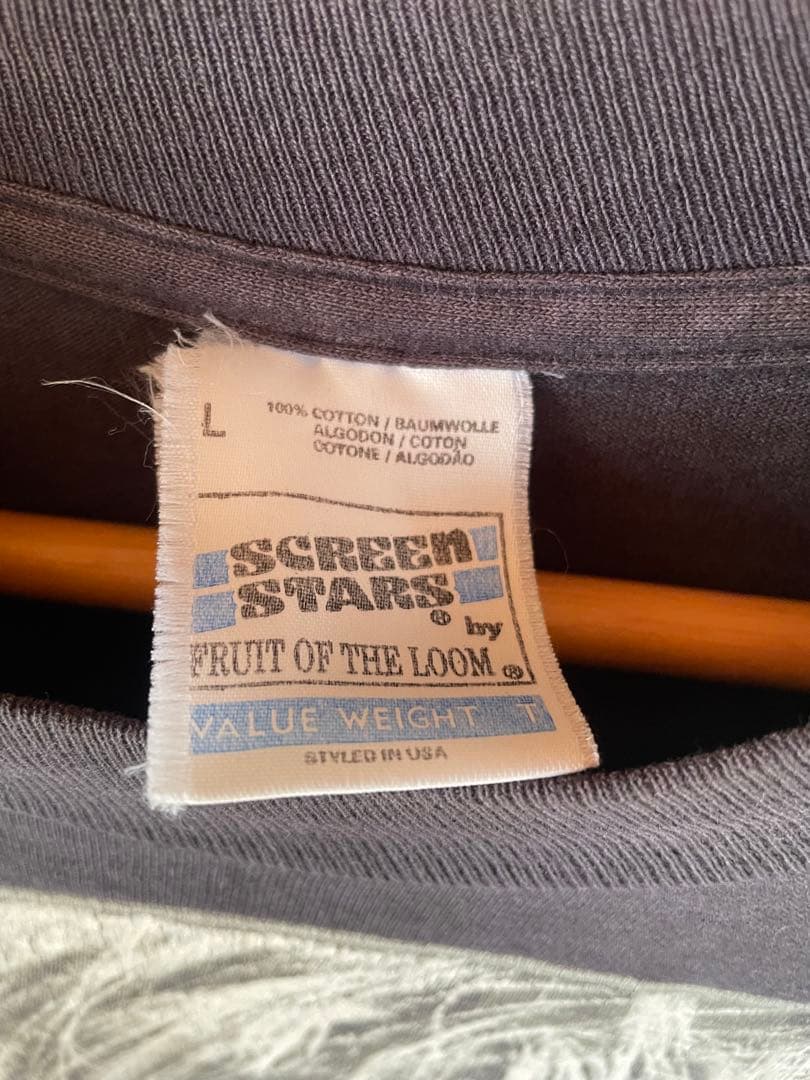 L
100% COTTON / BAUMWOLLE
ALGODON / COTON
COTONE / ALGODÃO
SCREEN
STARS®
by
FRUIT OF THE LOOM®
VALUE WEIGHT T
STYLED IN USA